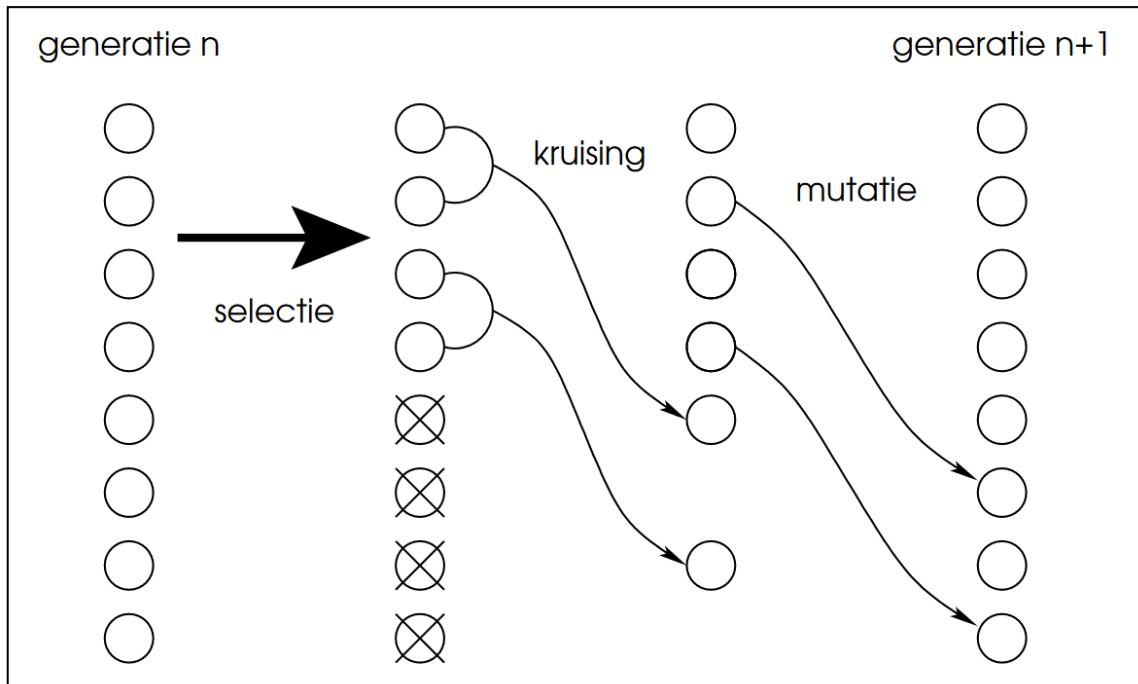 generatie n
generatie n+1
kruising
mutatie
selectie